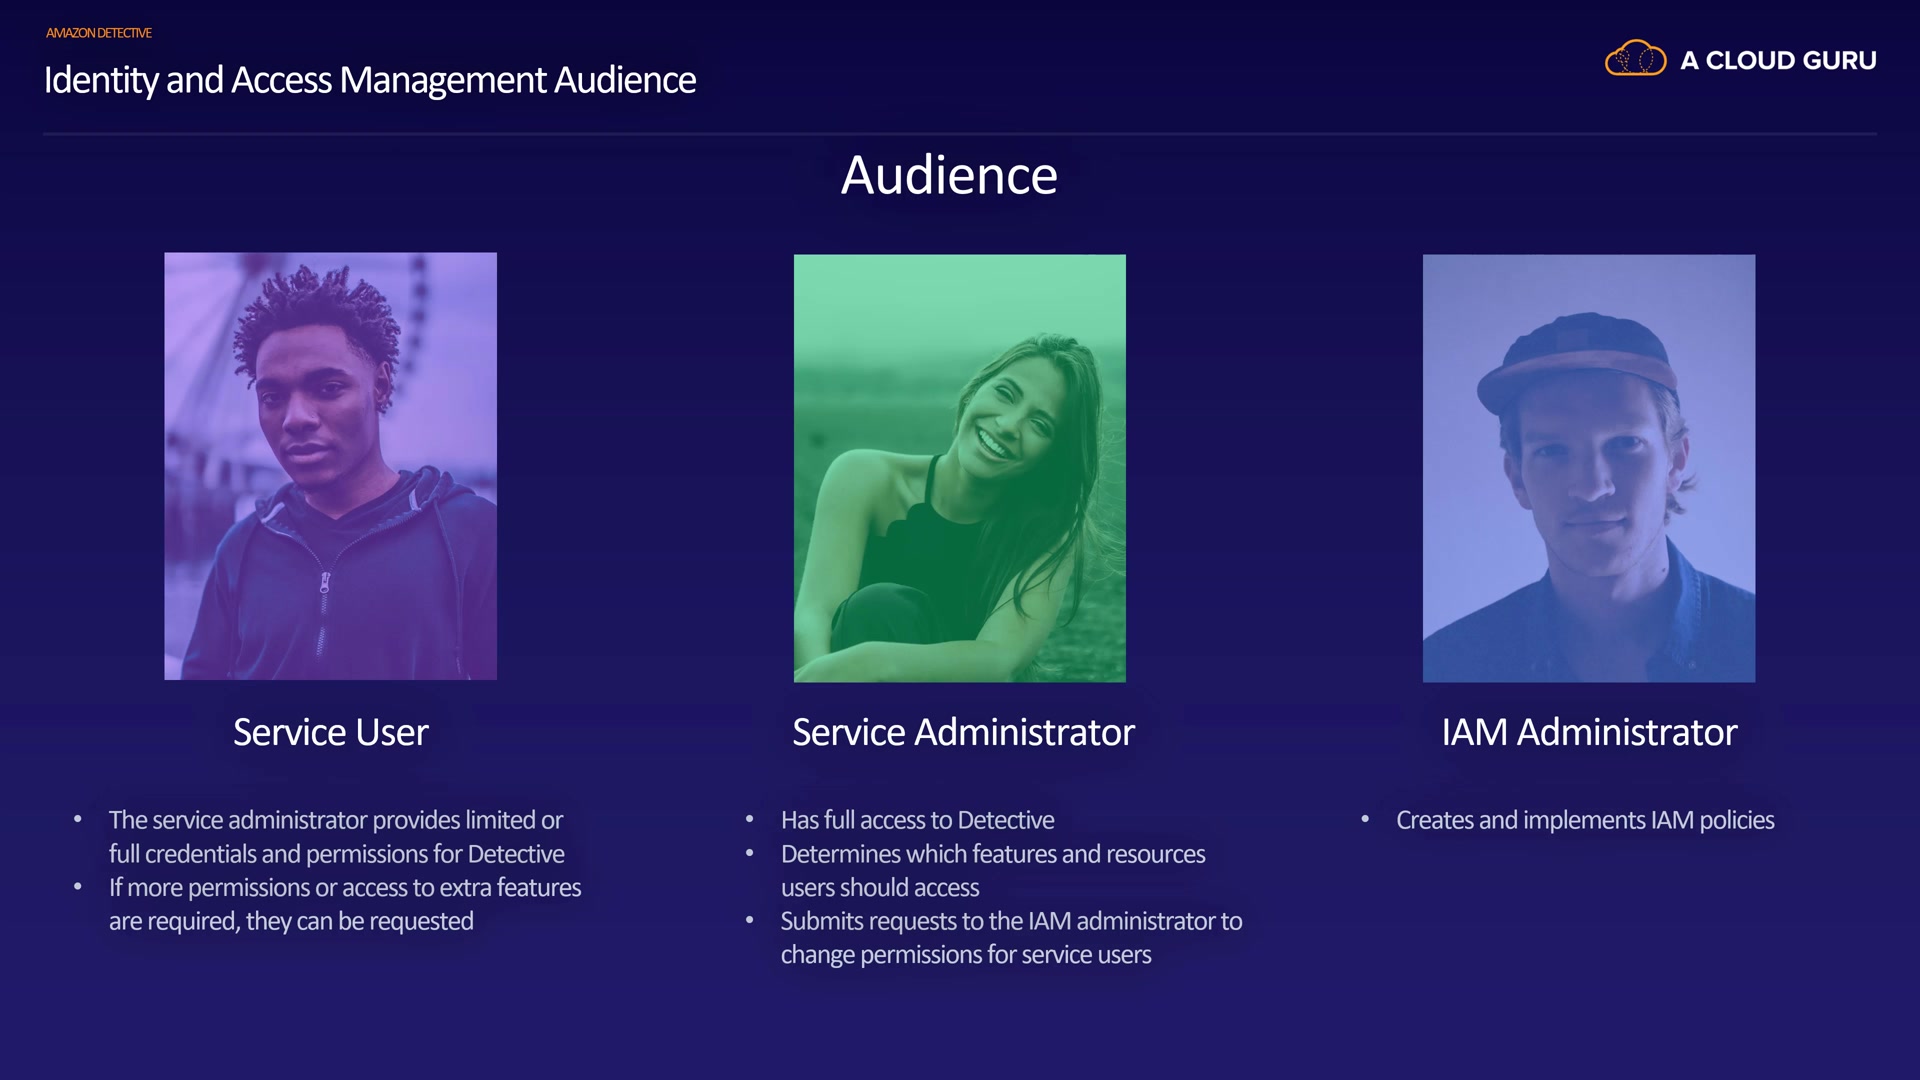 AMAZON DETECTIVE
Identity and Access Management Audience
A CLOUD GURU
Audience
Service User
• The service administrator provides limited or
full credentials and permissions for Detective
• If more permissions or access to extra features
are required, they can be requested
Service Administrator
• Has full access to Detective
• Determines which features and resources
users should access
• Submits requests to the IAM administrator to
change permissions for service users
IAM Administrator
• Creates and implements IAM policies